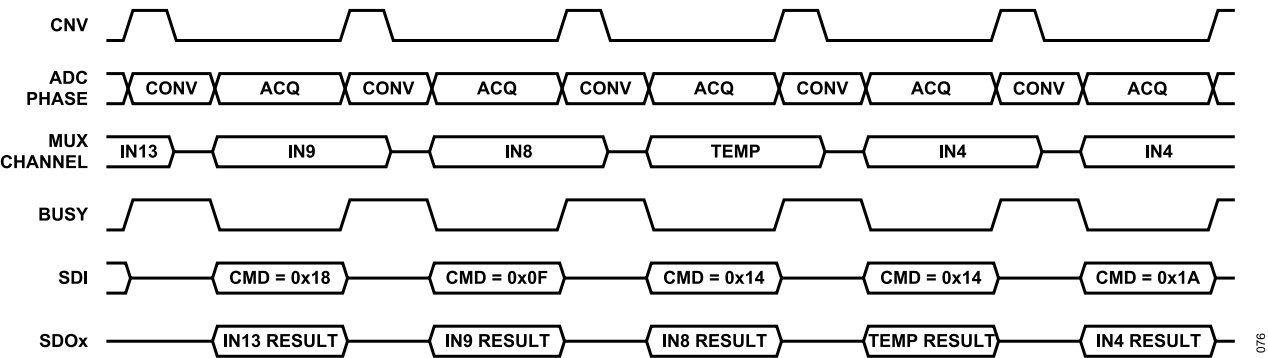 CNV
ADC
PHASE
CONV ACQ CONV ACQ CONV ACQ CONV ACQ CONV ACQ
MUX
CHANNEL
IN13 IN9 IN8 TEMP IN4 IN4
BUSY
SDI
CMD = 0x18 CMD = 0x0F CMD = 0x14 CMD = 0x14 CMD = 0x1A
SDOx
IN13 RESULT IN9 RESULT IN8 RESULT TEMP RESULT IN4 RESULT
076